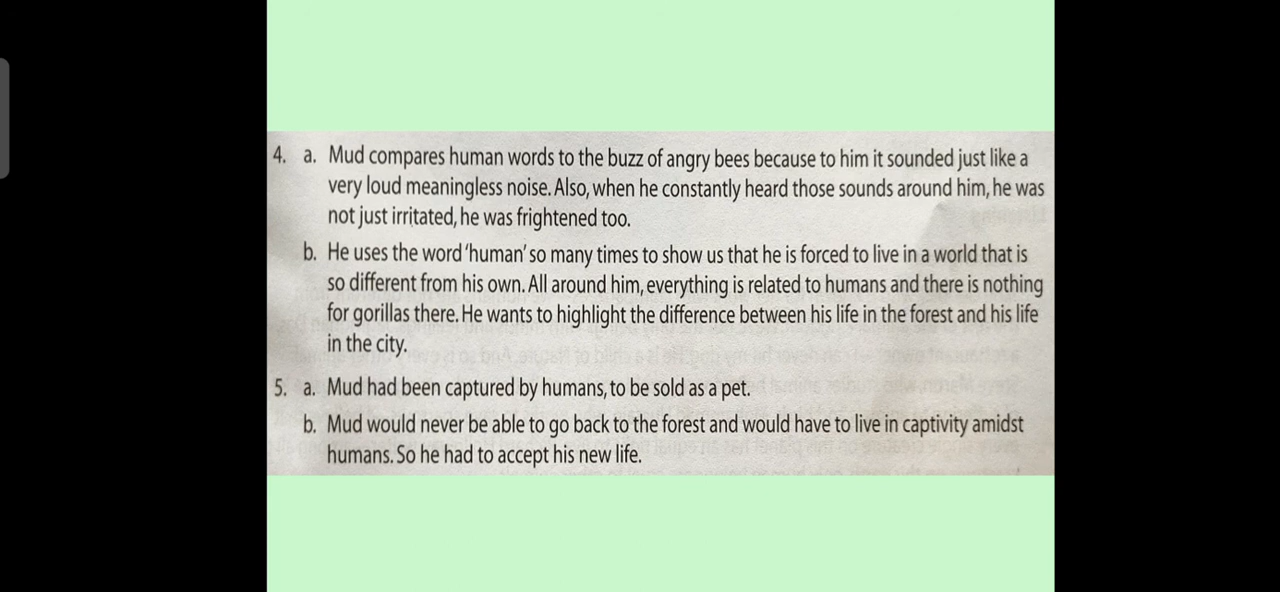 4. a. Mud compares human words to the buzz of angry bees because to him it sounded just like a
very loud meaningless noise. Also, when he constantly heard those sounds around him, he was
not just irritated, he was frightened too.
b. He uses the word 'human' so many times to show us that he is forced to live in a world that is
so different from his own. All around him, everything is related to humans and there is nothing
for gorillas there. He wants to highlight the difference between his life in the forest and his life
in the city.
5. a. Mud had been captured by humans, to be sold as a pet.
b. Mud would never be able to go back to the forest and would have to live in captivity amidst
humans. So he had to accept his new life.